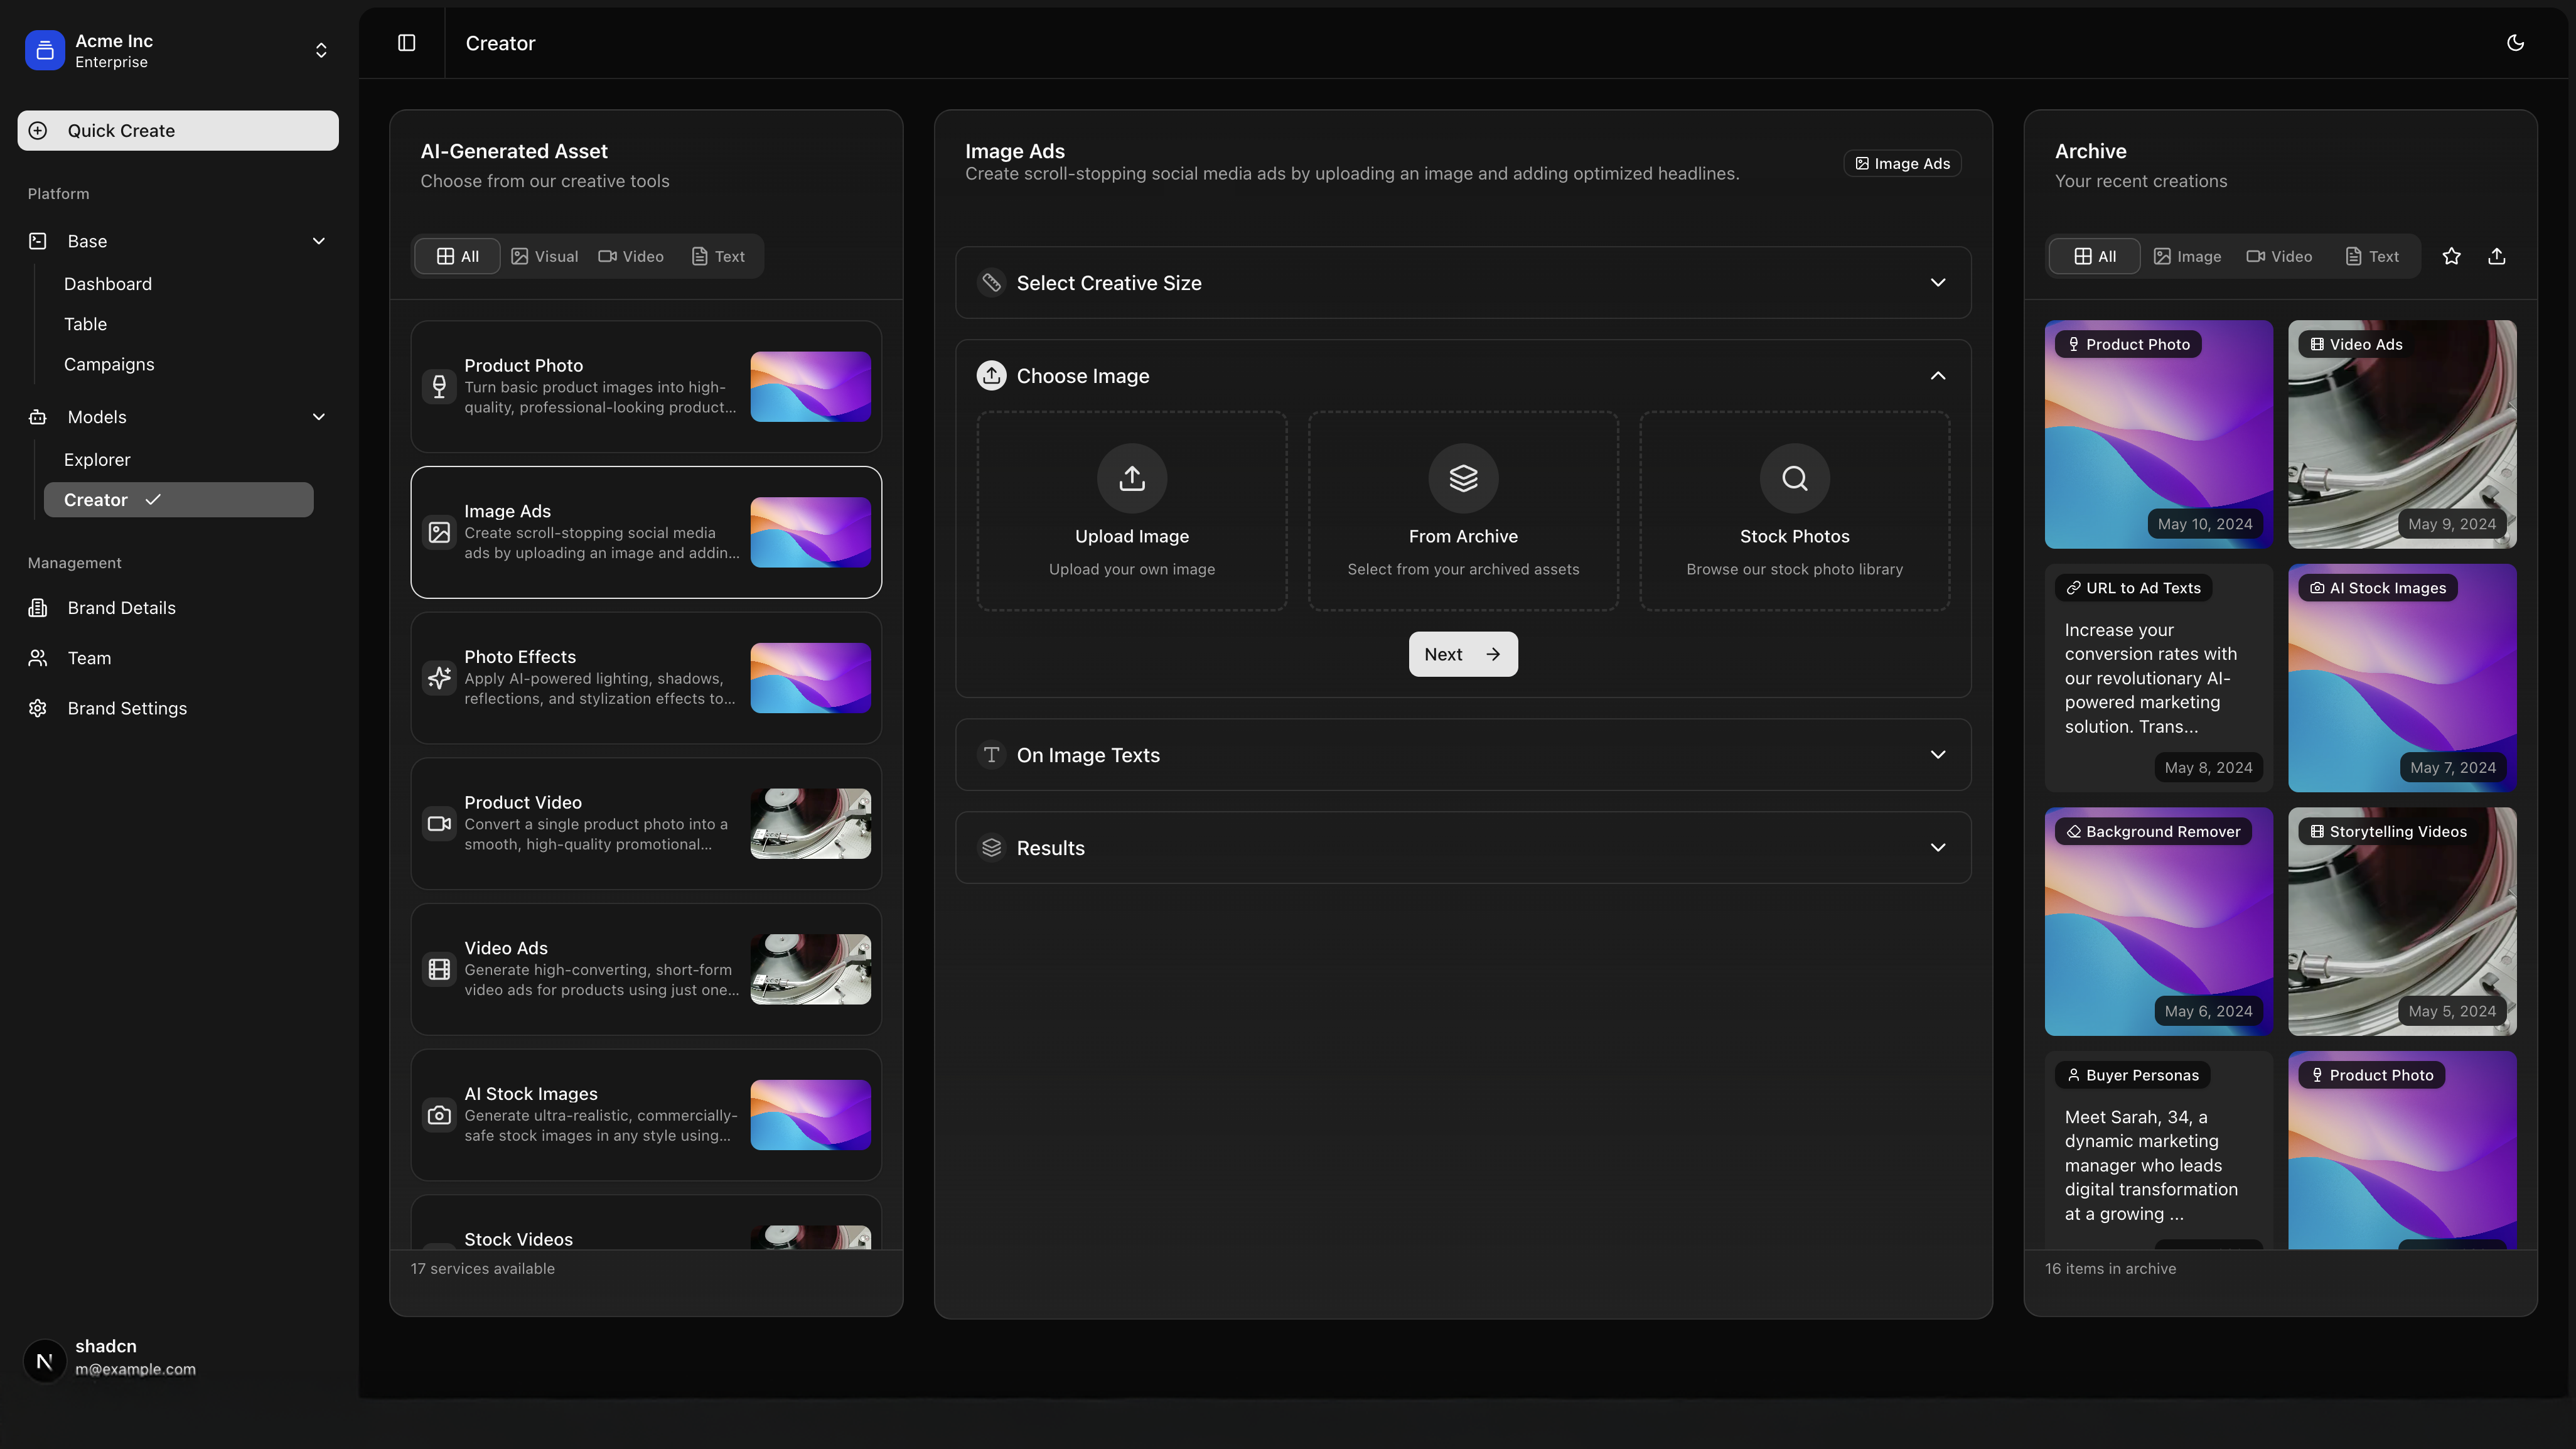 Acme Inc
Enterprise
Quick Create
Platform
Base
Dashboard
Table
Campaigns
Models
Explorer
Creator
Management
Brand Details
Team
Brand Settings
shadcn
m@example.com
Creator
AI-Generated Asset
Choose from our creative tools
All
Visual
Video
Text
Product Photo
Turn basic product images into high-
quality, professional-looking product...
Image Ads
Create scroll-stopping social media
ads by uploading an image and addin...
Photo Effects
Apply AI-powered lighting, shadows,
reflections, and stylization effects to...
Product Video
Convert a single product photo into a
smooth, high-quality promotional...
Video Ads
Generate high-converting, short-form
video ads for products using just one...
AI Stock Images
Generate ultra-realistic, commercially-
safe stock images in any style using...
Stock Videos
17 services available
Image Ads
Create scroll-stopping social media ads by uploading an image and adding optimized headlines.
Image Ads
Select Creative Size
Choose Image
Upload Image
Upload your own image
From Archive
Select from your archived assets
Stock Photos
Browse our stock photo library
Next
On Image Texts
Results
Archive
Your recent creations
All
Image
Video
Text
Product Photo
May 10, 2024
Video Ads
May 9, 2024
URL to Ad Texts
Increase your
conversion rates with
our revolutionary AI-
powered marketing
solution. Trans...
May 8, 2024
AI Stock Images
May 7, 2024
Background Remover
May 6, 2024
Storytelling Videos
May 5, 2024
Buyer Personas
Meet Sarah, 34, a
dynamic marketing
manager who leads
digital transformation
at a growing ...
Product Photo
16 items in archive